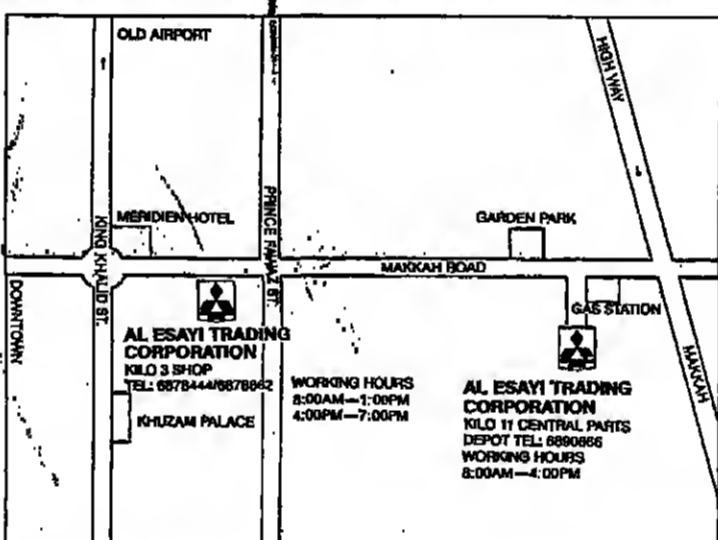 OLD AIRPORT
HIGH WAY
MERIDIEN HOTEL
PRINCE FAWAZ ST.
GARDEN PARK
KING KHALID ST.
MAKKAH ROAD
DOWNTOWN
GAS STATION
AL ESAYI TRADING
CORPORATION
KILO 3 SHOP
TEL: 6878444/6878862
KHUZAM PALACE
WORKING HOURS
8:00AM—1:00PM
4:00PM—7:00PM
MAKKAH
AL ESAYI TRADING
CORPORATION
KILO 11 CENTRAL PARTS
DEPOT TEL: 6890866
WORKING HOURS
8:00AM—4:00PM